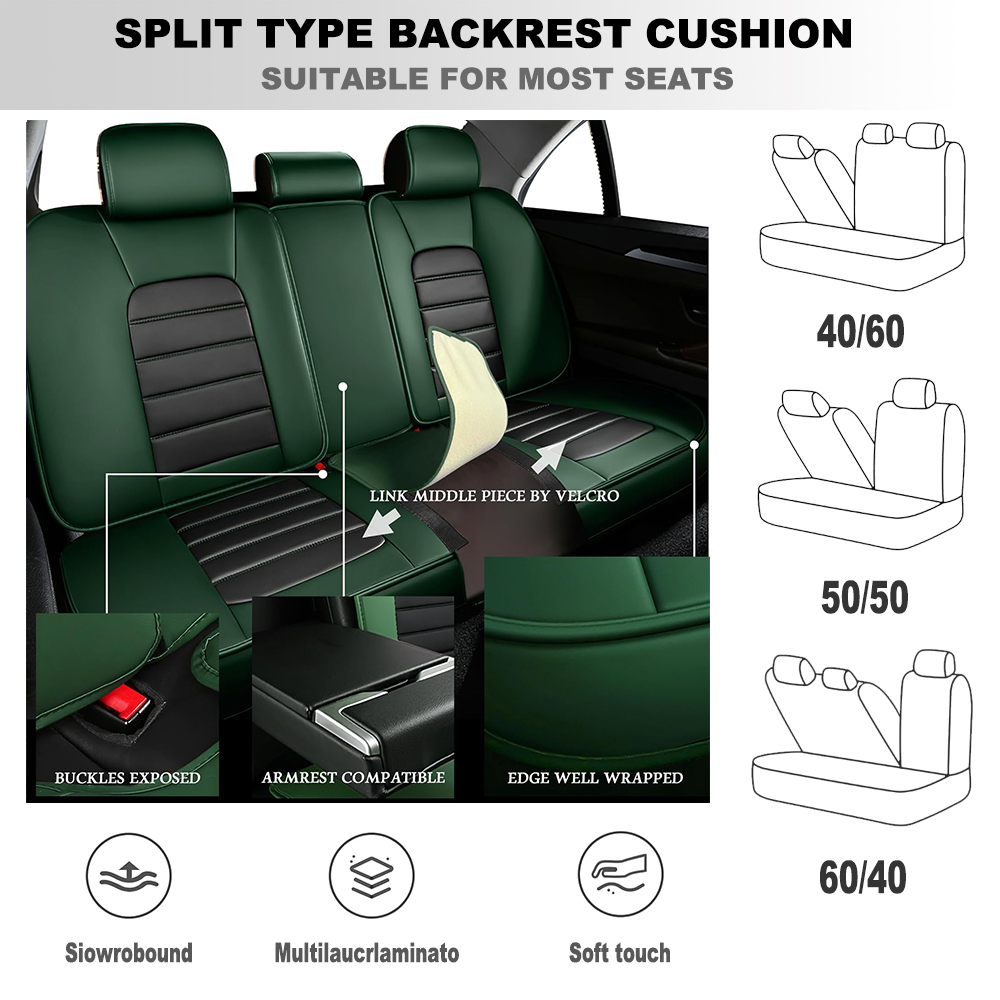 SPLIT TYPE BACKREST CUSHION
SUITABLE FOR MOST SEATS
40/60
LINK MIDDLE PIECE BY VELCRO
50/50
BUCKLES EXPOSED
ARMREST COMPATIBLE
EDGE WELL WRAPPED
60/40
Siowrobound
Multilaucrlaminato
Soft touch